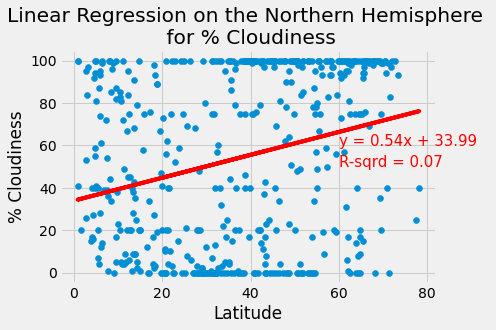 Linear Regression on the Northern Hemisphere
for % Cloudiness
% Cloudiness
100
80
60
40
20
0
y = 0.54x + 33.99
R-sqrd = 0.07
0 20 40 60 80
Latitude